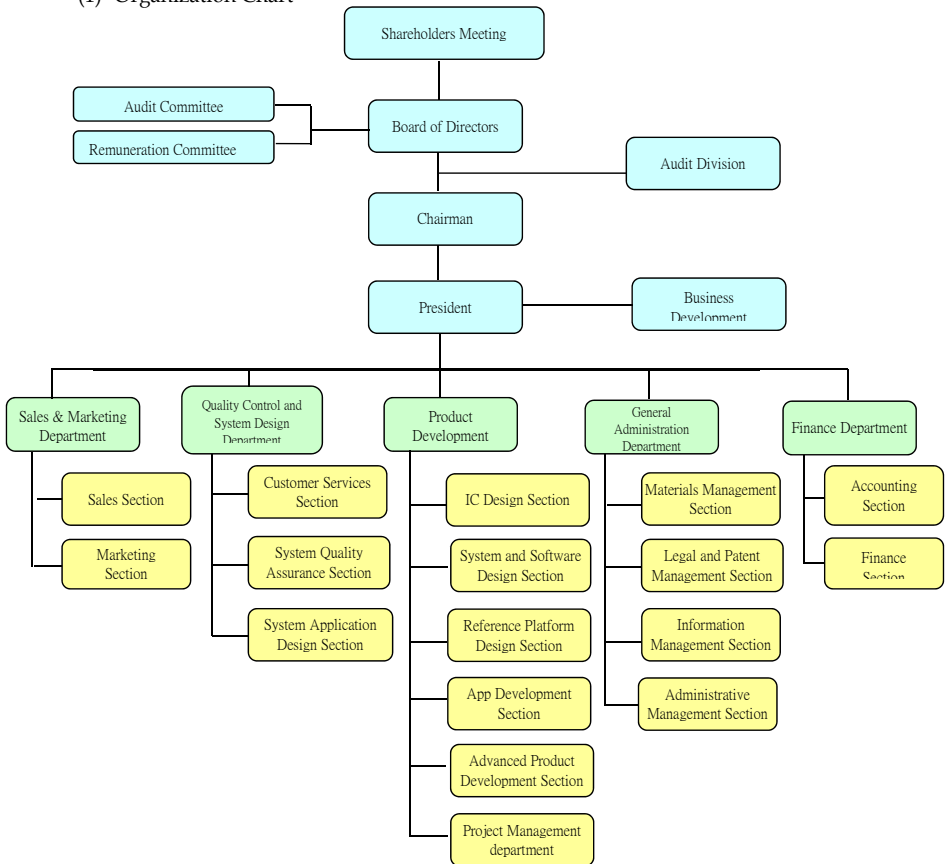 (1) Organization Chart
Shareholders Meeting
Audit Committee
Board of Directors
Remuneration Committee
Audit Division
Chairman
President
Business
Development
Sales & Marketing
Department
Quality Control and
System Design
Department
Product
Development
General
Administration
Department
Finance Department
Sales Section
Marketing
Section
Customer Services
Section
System Quality
Assurance Section
System Application
Design Section
IC Design Section
System and Software
Design Section
Reference Platform
Design Section
App Development
Section
Advanced Product
Development Section
Project Management
department
Materials Management
Section
Legal and Patent
Management Section
Information
Management Section
Administrative
Management Section
Accounting
Section
Finance
Section